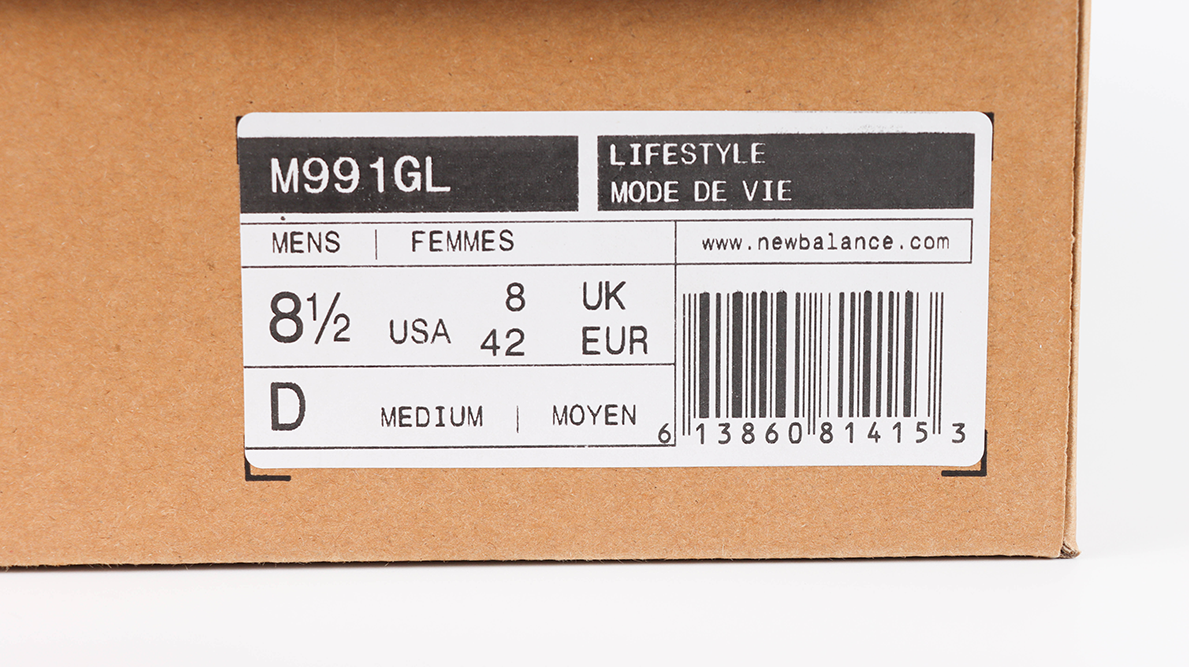 M991GL
LIFESTYLE
MODE DE VIE
MENS | FEMMES
www.newbalance.com
8½ USA
8 UK
42 EUR
D MEDIUM | MOYEN
6 13860 81415 3